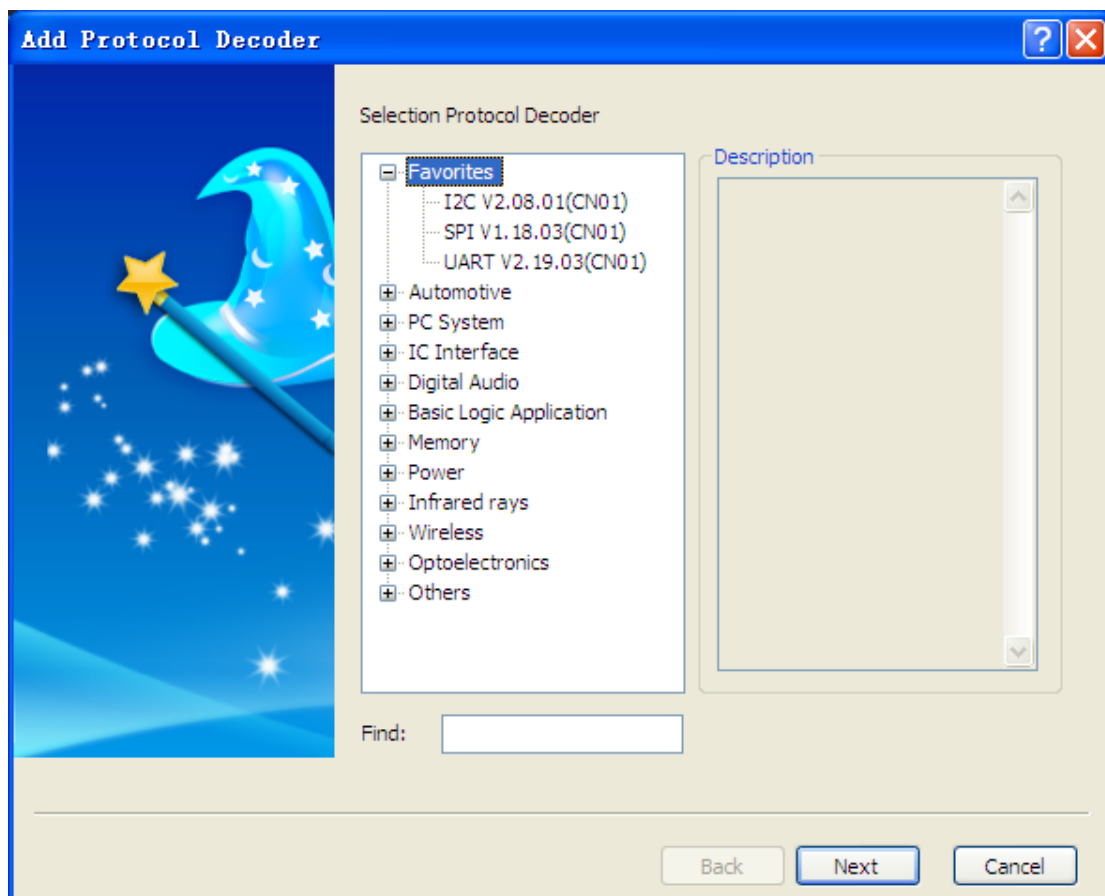 Add Protocol Decoder
Selection Protocol Decoder
Favorites
I2C V2.08.01(CN01)
SPI V1.18.03(CN01)
UART V2.19.03(CN01)
Automotive
PC System
IC Interface
Digital Audio
Basic Logic Application
Memory
Power
Infrared rays
Wireless
Optoelectronics
Others
Description
Find:
Back Next Cancel